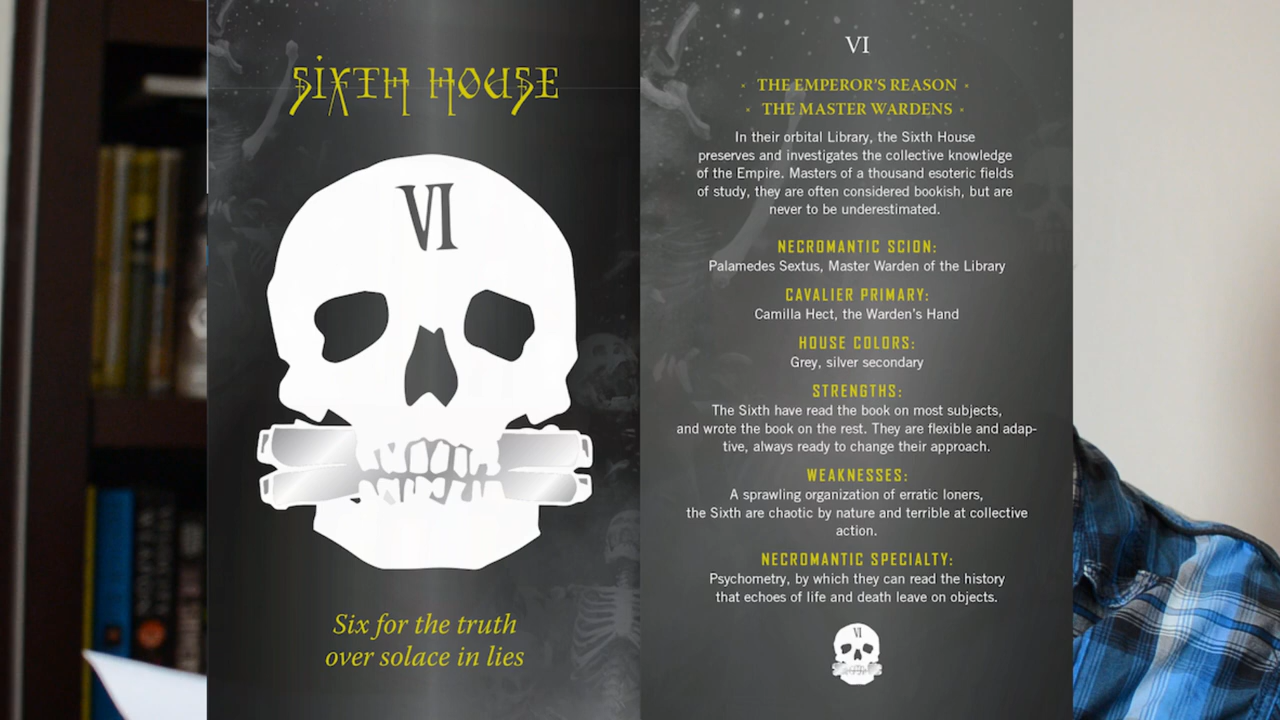 SIXTH HOUSE
VI
Six for the truth
over solace in lies
VI
THE EMPEROR'S REASON
THE MASTER WARDENS
In their orbital Library, the Sixth House
preserves and investigates the collective knowledge
of the Empire. Masters of a thousand esoteric fields
of study, they are often considered bookish, but are
never to be underestimated.
NECROMANTIC SCION:
Palamedes Sextus, Master Warden of the Library
CAVALIER PRIMARY:
Camilla Hect, the Warden's Hand
HOUSE COLORS:
Grey, silver secondary
STRENGTHS:
The Sixth have read the book on most subjects,
and wrote the book on the rest. They are flexible and adap-
tive, always ready to change their approach.
WEAKNESSES:
A sprawling organization of erratic loners,
the Sixth are chaotic by nature and terrible at collective
action.
NECROMANTIC SPECIALTY:
Psychometry, by which they can read the history
that echoes of life and death leave on objects.
VI